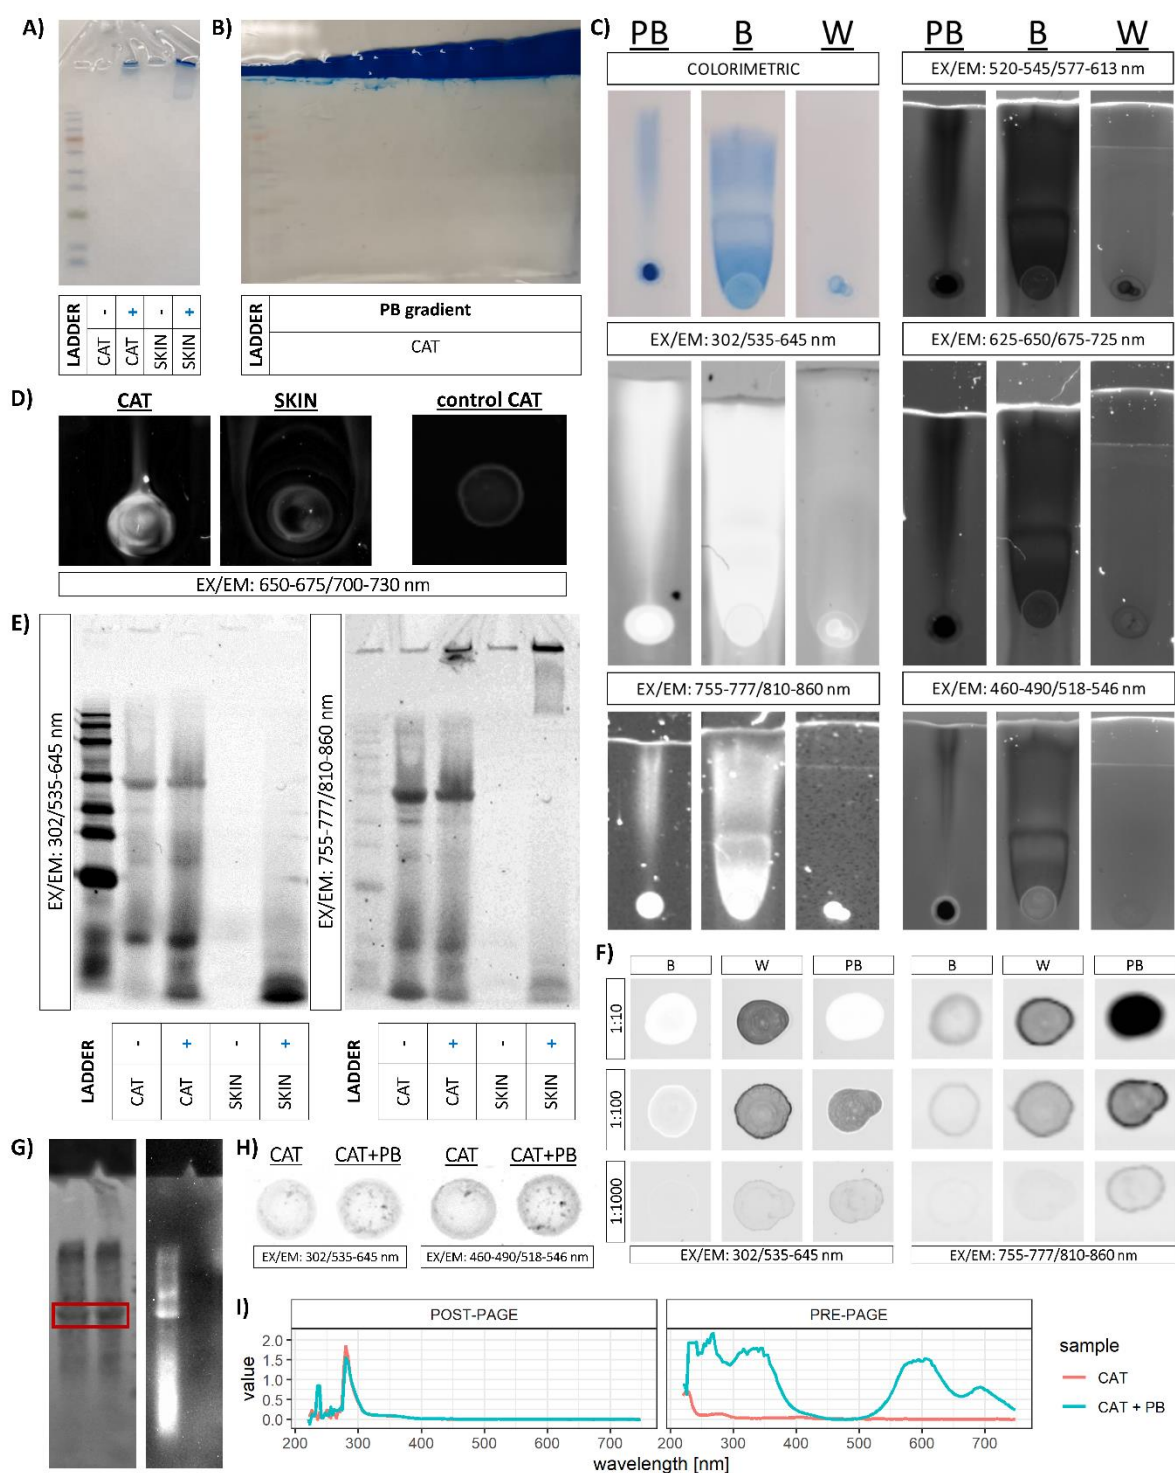 A)
LADDER
-
+
-
+
CAT
CAT
SKIN
SKIN
B)
LADDER
PB gradient
CAT
C)
PB
B
W
PB
B
W
COLORIMETRIC
EX/EM: 520-545/577-613 nm
EX/EM: 302/535-645 nm
EX/EM: 625-650/675-725 nm
EX/EM: 755-777/810-860 nm
EX/EM: 460-490/518-546 nm
D)
CAT
SKIN
control CAT
EX/EM: 650-675/700-730 nm
E)
EX/EM: 302/535-645 nm
EX/EM: 755-777/810-860 nm
LADDER
-
+
-
+
CAT
CAT
SKIN
SKIN
LADDER
-
+
-
+
CAT
CAT
SKIN
SKIN
F)
B
W
PB
B
W
PB
1:10
1:100
1:1000
EX/EM: 302/535-645 nm
EX/EM: 755-777/810-860 nm
G)
H)
CAT
CAT+PB
CAT
CAT+PB
EX/EM: 302/535-645 nm
EX/EM: 460-490/518-546 nm
I)
POST-PAGE
PRE-PAGE
value
2.0
1.5
1.0
0.5
0.0
200 300 400 500 600 700
200 300 400 500 600 700
wavelength [nm]
sample
CAT
CAT + PB